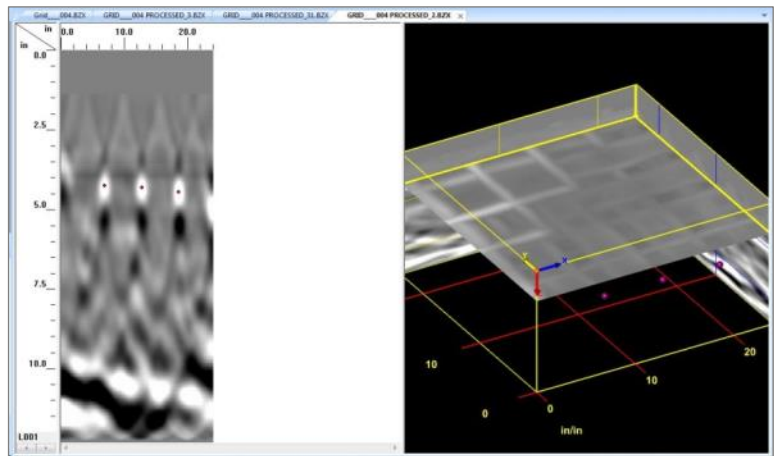 Grid___004.BZX GRID___004 PROCESSED_3.BZX GRID___004 PROCESSED_31.BZX GRID___004 PROCESSED_2.BZX
in 0.0 10.0 20.0
in
0.0
2.5
5.0
7.5
10.0
L001
y x
10 20
10
0 0
in/in